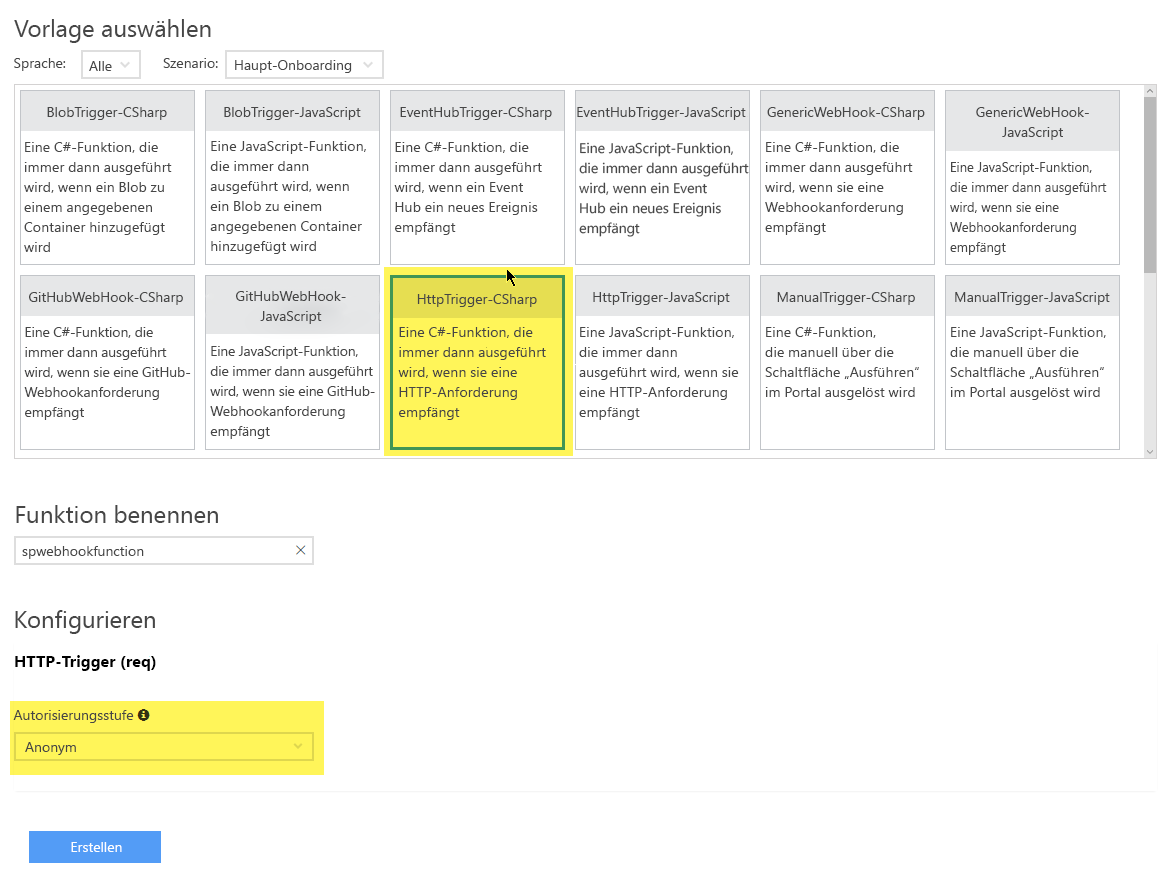 Vorlage auswählen
Sprache: Alle Szenario: Haupt-Onboarding
BlobTrigger-CSharp
Eine C#-Funktion, die
immer dann ausgeführt
wird, wenn ein Blob zu
einem angegebenen
Container hinzugefügt
wird
BlobTrigger-JavaScript
Eine JavaScript-Funktion,
die immer dann
ausgeführt wird, wenn
ein Blob zu einem
angegebenen Container
hinzugefügt wird
EventHubTrigger-CSharp
Eine C#-Funktion, die
immer dann ausgeführt
wird, wenn ein Event
Hub ein neues Ereignis
empfängt
EventHubTrigger-JavaScript
Eine JavaScript-Funktion,
die immer dann ausgeführt
wird, wenn ein Event
Hub ein neues Ereignis
empfängt
GenericWebHook-CSharp
Eine C#-Funktion, die
immer dann ausgeführt
wird, wenn sie eine
Webhookanforderung
empfängt
GenericWebHook-
JavaScript
Eine JavaScript-Funktion,
die immer dann ausgeführt
wird, wenn sie eine
Webhookanforderung
empfängt
GitHubWebHook-CSharp
Eine C#-Funktion, die
immer dann ausgeführt
wird, wenn sie eine GitHub-
Webhookanforderung
empfängt
GitHubWebHook-
JavaScript
Eine JavaScript-Funktion,
die immer dann ausgeführt
wird, wenn sie eine GitHub-
Webhookanforderung
empfängt
HttpTrigger-CSharp
Eine C#-Funktion, die
immer dann ausgeführt
wird, wenn sie eine
HTTP-Anforderung
empfängt
HttpTrigger-JavaScript
Eine JavaScript-Funktion,
die immer dann
ausgeführt wird, wenn sie
eine HTTP-Anforderung
empfängt
ManualTrigger-CSharp
Eine C#-Funktion,
die manuell über die
Schaltfläche „Ausführen“
im Portal ausgelöst wird
ManualTrigger-JavaScript
Eine JavaScript-Funktion,
die manuell über die
Schaltfläche „Ausführen“
im Portal ausgelöst wird
Funktion benennen
spwebhookfunction
Konfigurieren
HTTP-Trigger (req)
Autorisierungsstufe
Anonym
Erstellen